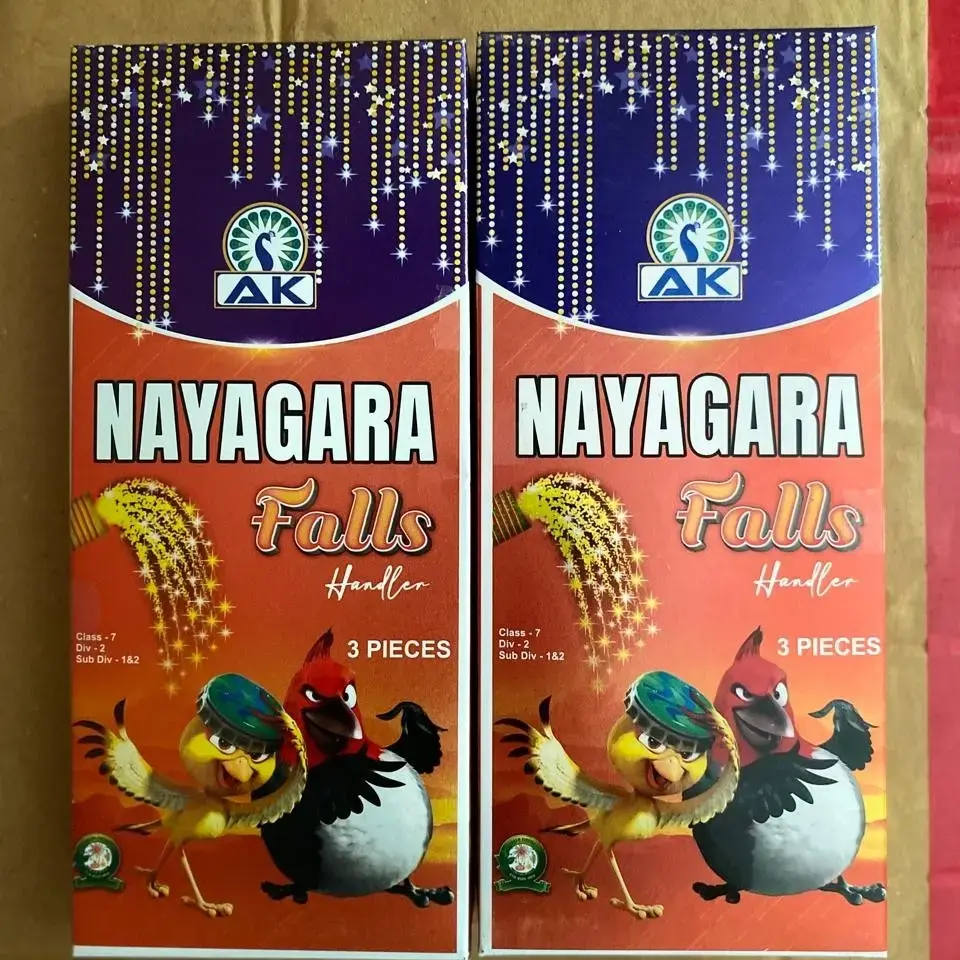 AK
NAYAGARA
Falls
Handler
Class - 7
Div - 2
Sub Div - 1&2
3 PIECES
AK
NAYAGARA
Falls
Handler
Class - 7
Div - 2
Sub Div - 1&2
3 PIECES